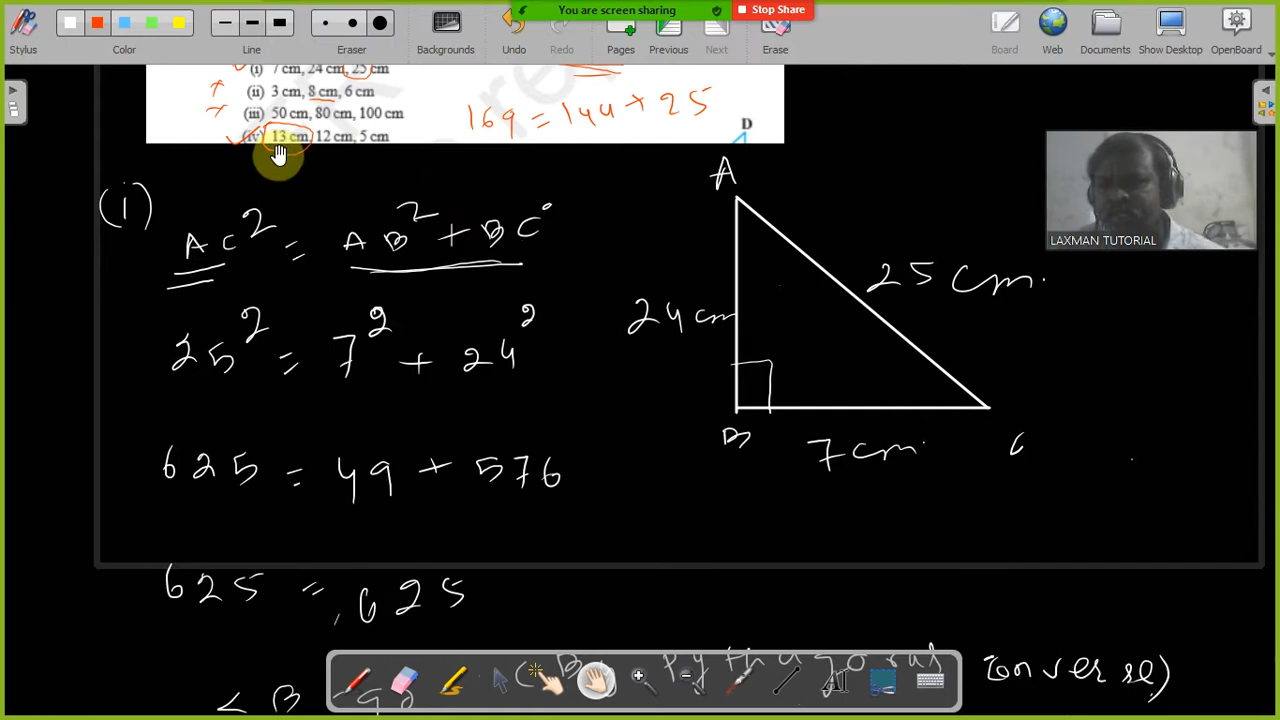 You are screen sharing
Stop Share
Stylus
Color
Line
Eraser
Backgrounds
Undo
Redo
Pages
Previous
Next
Erase
Board
Web
Documents
Show Desktop
OpenBoard
(i) 7 cm, 24 cm, 25 cm
(ii) 3 cm, 8 cm, 6 cm
(iii) 50 cm, 80 cm, 100 cm
(iv) 13 cm, 12 cm, 5 cm
169 = 144 + 25
D
LAXMAN TUTORIAL
(i)
AC² = AB² + BC²
25² = 7² + 24²
625 = 49 + 576
625 = 625
A
24 cm
25 cm.
B
7 cm
C
Pythagoras Converse)
∠B = 90